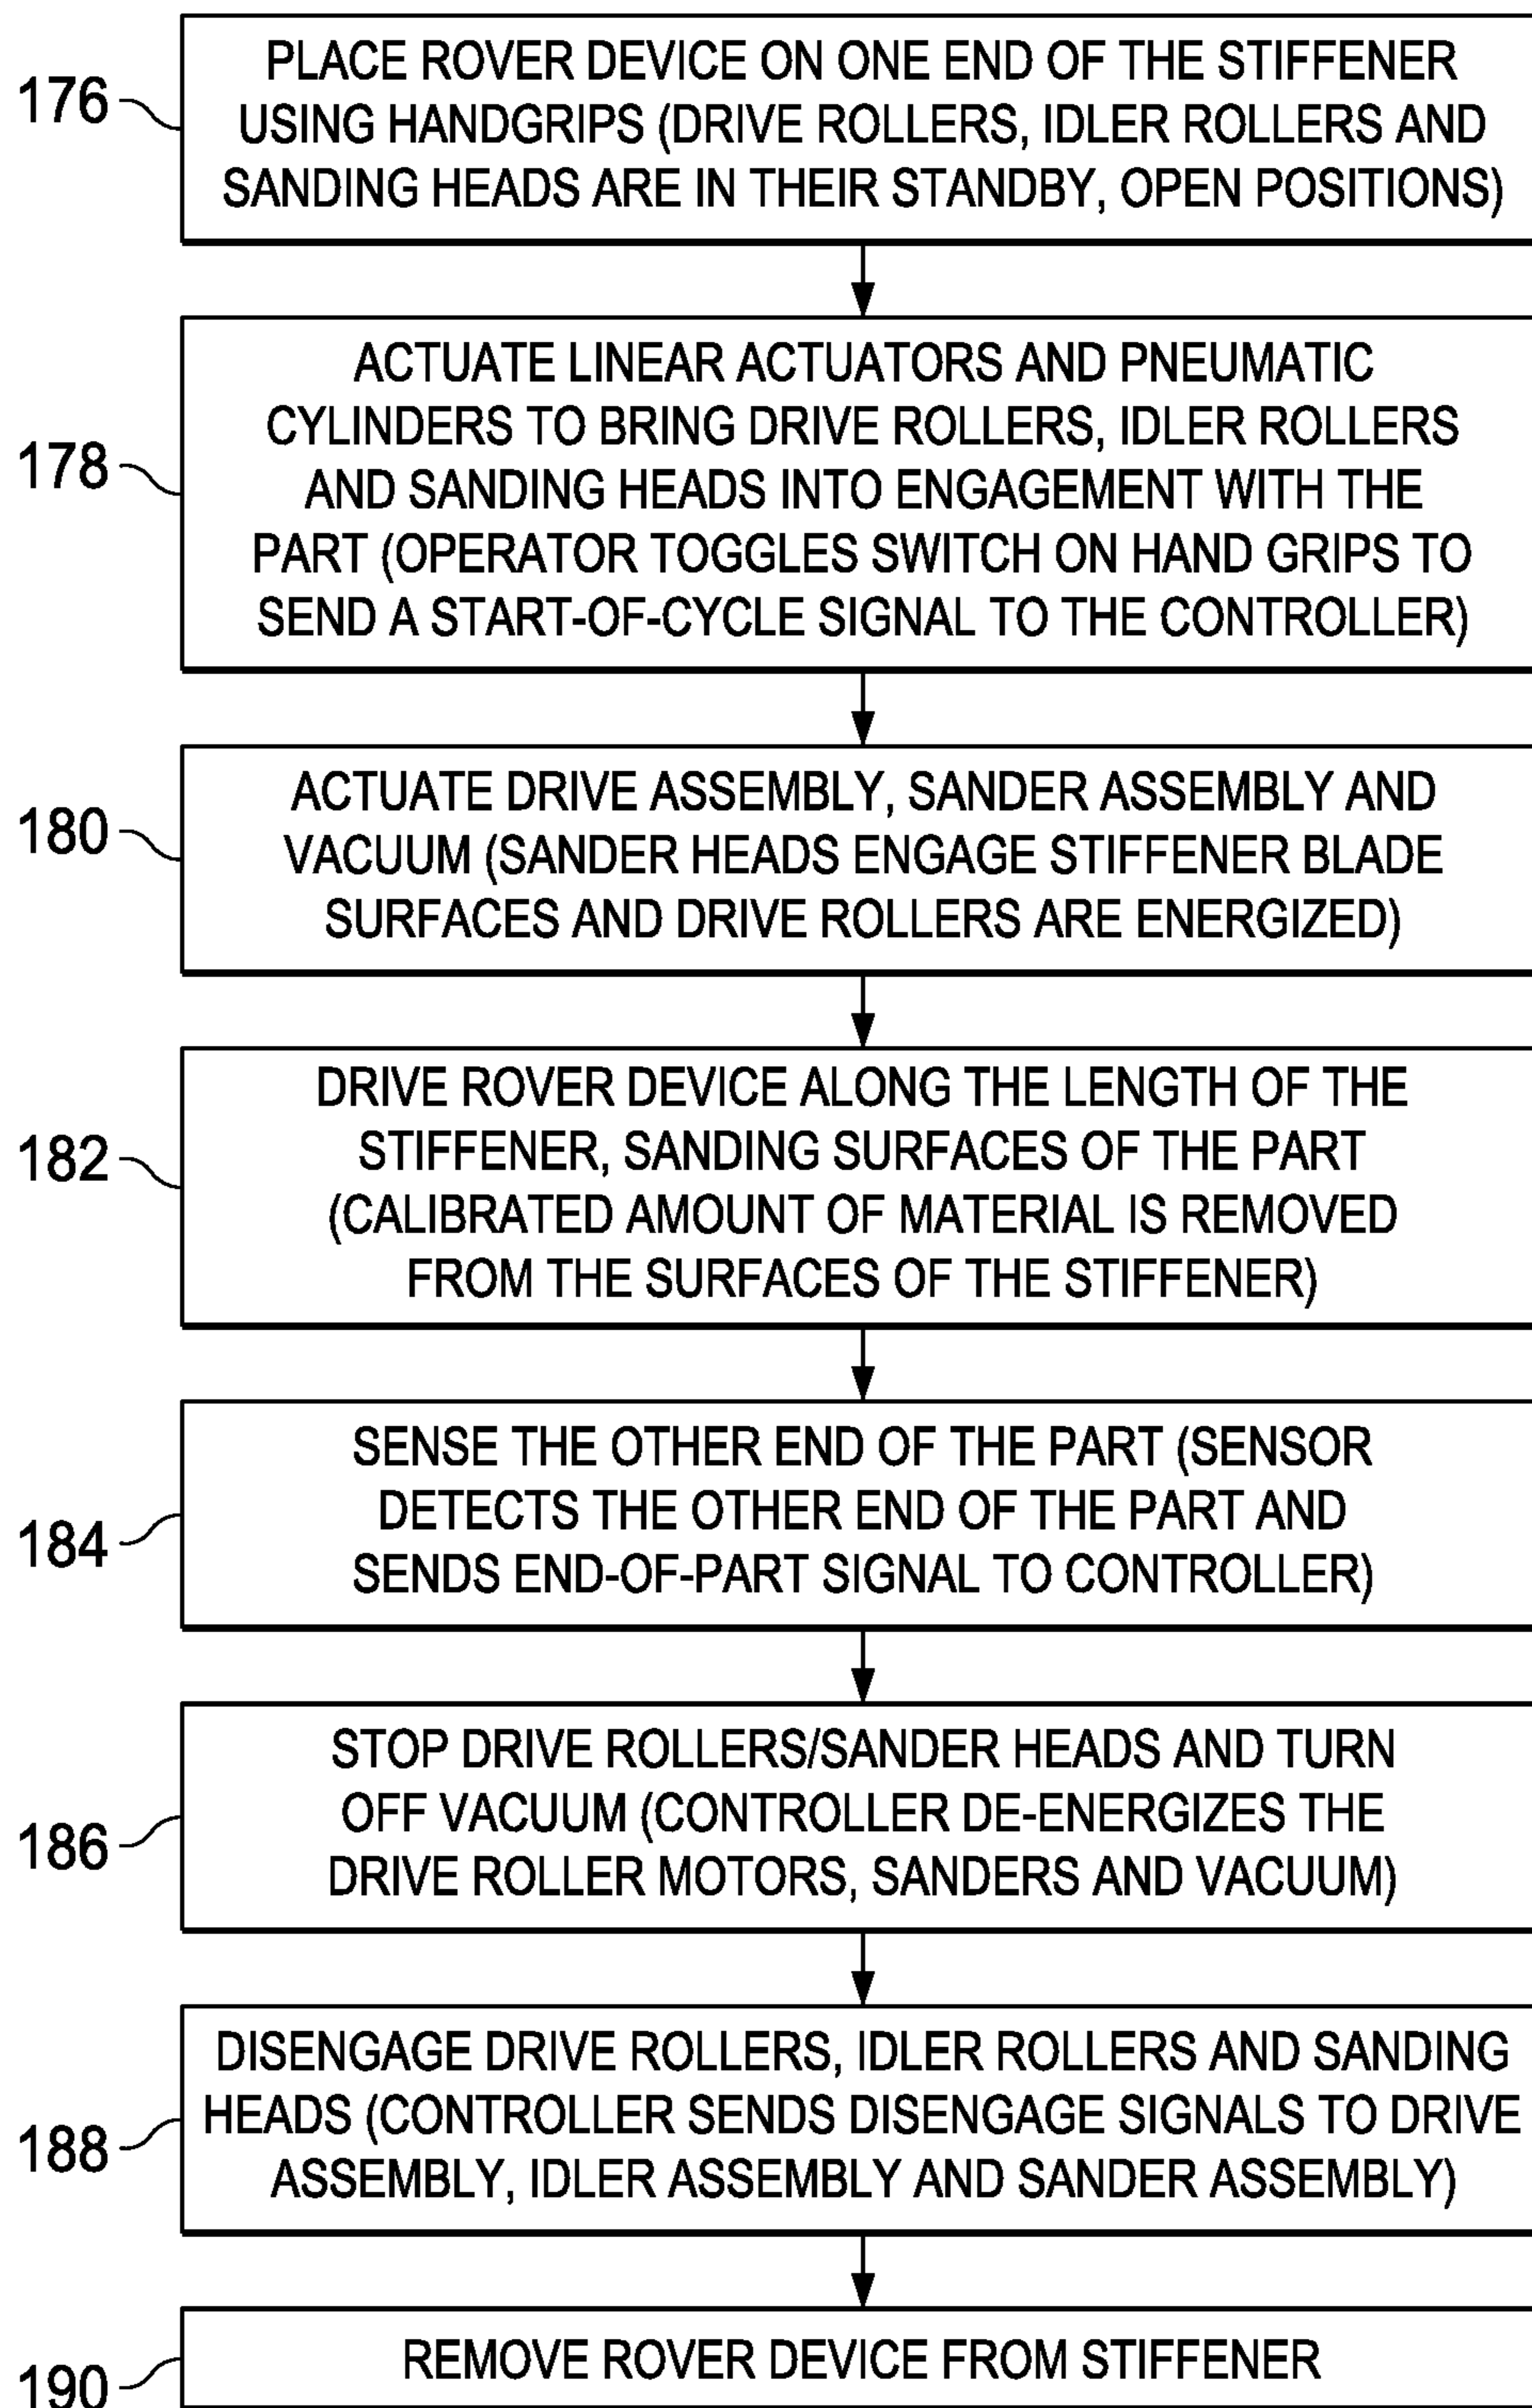 176
PLACE ROVER DEVICE ON ONE END OF THE STIFFENER
USING HANDGRIPS (DRIVE ROLLERS, IDLER ROLLERS AND
SANDING HEADS ARE IN THEIR STANDBY, OPEN POSITIONS)
178
ACTUATE LINEAR ACTUATORS AND PNEUMATIC
CYLINDERS TO BRING DRIVE ROLLERS, IDLER ROLLERS
AND SANDING HEADS INTO ENGAGEMENT WITH THE
PART (OPERATOR TOGGLES SWITCH ON HAND GRIPS TO
SEND A START-OF-CYCLE SIGNAL TO THE CONTROLLER)
180
ACTUATE DRIVE ASSEMBLY, SANDER ASSEMBLY AND
VACUUM (SANDER HEADS ENGAGE STIFFENER BLADE
SURFACES AND DRIVE ROLLERS ARE ENERGIZED)
182
DRIVE ROVER DEVICE ALONG THE LENGTH OF THE
STIFFENER, SANDING SURFACES OF THE PART
(CALIBRATED AMOUNT OF MATERIAL IS REMOVED
FROM THE SURFACES OF THE STIFFENER)
184
SENSE THE OTHER END OF THE PART (SENSOR
DETECTS THE OTHER END OF THE PART AND
SENDS END-OF-PART SIGNAL TO CONTROLLER)
186
STOP DRIVE ROLLERS/SANDER HEADS AND TURN
OFF VACUUM (CONTROLLER DE-ENERGIZES THE
DRIVE ROLLER MOTORS, SANDERS AND VACUUM)
188
DISENGAGE DRIVE ROLLERS, IDLER ROLLERS AND SANDING
HEADS (CONTROLLER SENDS DISENGAGE SIGNALS TO DRIVE
ASSEMBLY, IDLER ASSEMBLY AND SANDER ASSEMBLY)
190
REMOVE ROVER DEVICE FROM STIFFENER